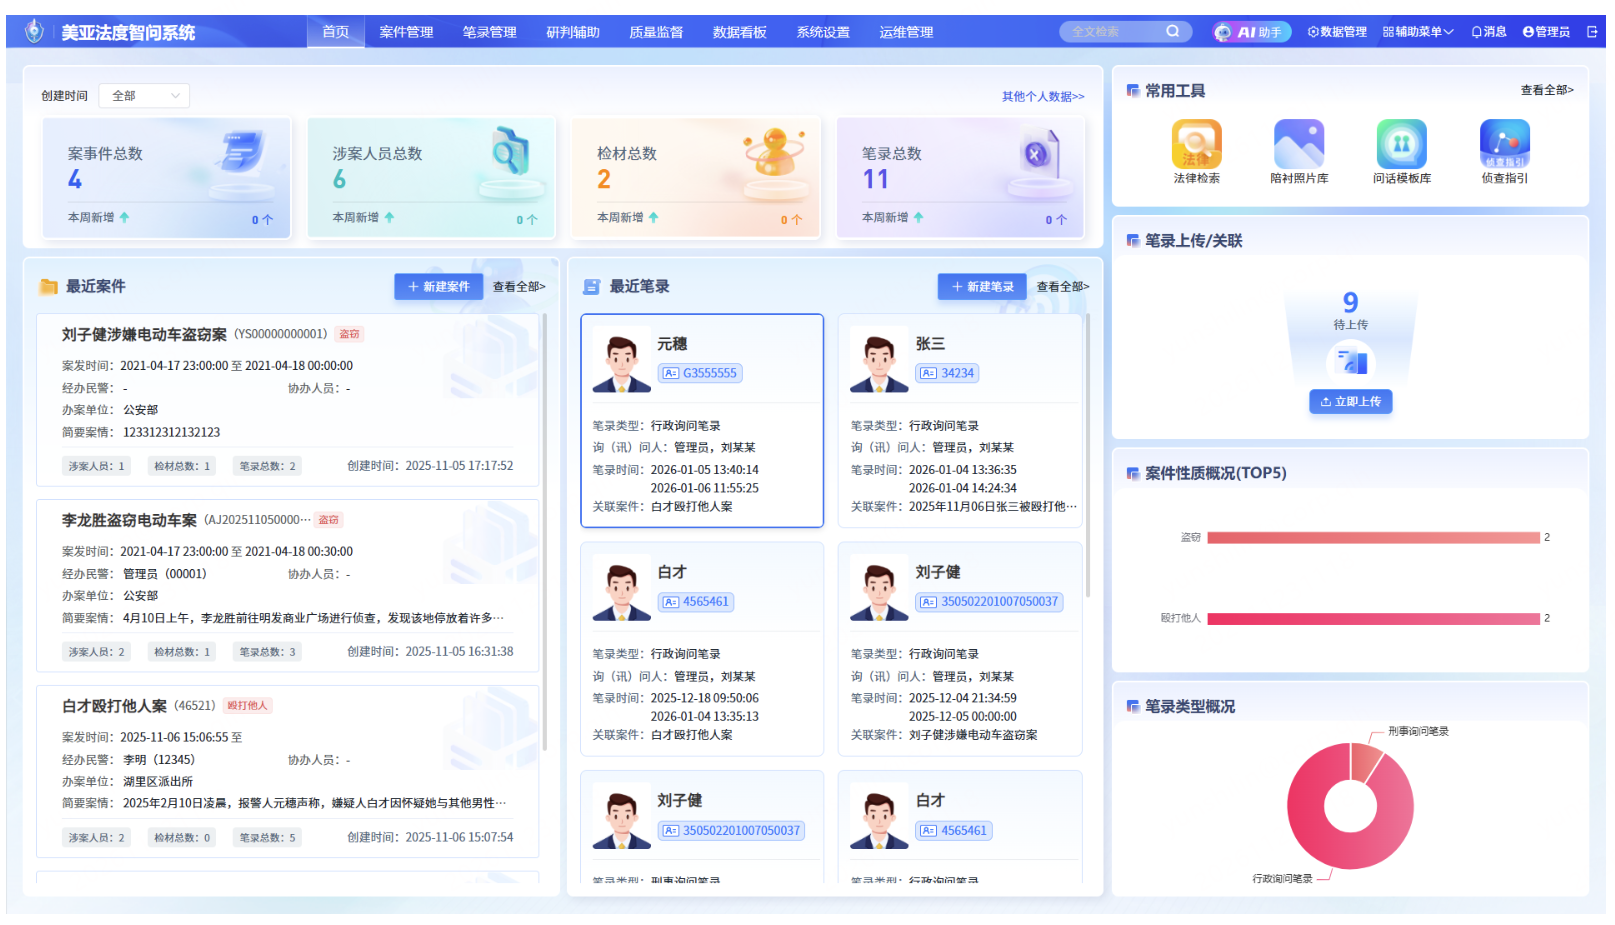 美亚法度智问系统
首页 案件管理 笔录管理 研判辅助 质量监督 数据看板 系统设置 运维管理
全文检索
AI助手
数据管理 辅助菜单 消息 管理员
创建时间 全部
其他个人数据>>
案事件总数
4
本周新增 0 个
涉案人员总数
6
本周新增 0 个
检材总数
2
本周新增 0 个
笔录总数
11
本周新增 0 个
最近案件
+ 新建案件 查看全部>
刘子健涉嫌电动车盗窃案 (YS00000000001) 盗窃
案发时间：2021-04-17 23:00:00 至 2021-04-18 00:00:00
经办民警：- 协办人员：-
办案单位：公安部
简要案情：123312312132123
涉案人员：1 检材总数：1 笔录总数：2 创建时间：2025-11-05 17:17:52
李龙胜盗窃电动车案 (AJ202511050000··· 盗窃
案发时间：2021-04-17 23:00:00 至 2021-04-18 00:30:00
经办民警：管理员（00001） 协办人员：-
办案单位：公安部
简要案情：4月10日上午，李龙胜前往明发商业广场进行侦查，发现该地停放着许多···
涉案人员：2 检材总数：1 笔录总数：3 创建时间：2025-11-05 16:31:38
白才殴打他人案 (46521) 殴打他人
案发时间：2025-11-06 15:06:55 至
经办民警：李明（12345） 协办人员：-
办案单位：湖里区派出所
简要案情：2025年2月10日凌晨，报警人元穗声称，嫌疑人白才因怀疑她与其他男性···
涉案人员：2 检材总数：0 笔录总数：5 创建时间：2025-11-06 15:07:54
最近笔录
+ 新建笔录 查看全部>
元穗
G3555555
笔录类型：行政询问笔录
询（讯）问人：管理员，刘某某
笔录时间：2026-01-05 13:40:14
2026-01-06 11:55:25
关联案件：白才殴打他人案
张三
34234
笔录类型：行政询问笔录
询（讯）问人：管理员，刘某某
笔录时间：2026-01-04 13:36:35
2026-01-04 14:24:34
关联案件：2025年11月06日张三被殴打他···
白才
4565461
笔录类型：行政询问笔录
询（讯）问人：管理员，刘某某
笔录时间：2025-12-18 09:50:06
2026-01-04 13:35:13
关联案件：白才殴打他人案
刘子健
350502201007050037
笔录类型：行政询问笔录
询（讯）问人：管理员，刘某某
笔录时间：2025-12-04 21:34:59
2025-12-05 00:00:00
关联案件：刘子健涉嫌电动车盗窃案
刘子健
350502201007050037
笔录类型：刑事询问笔录
白才
4565461
笔录类型：行政询问笔录
常用工具 查看全部>
法律
法律检索
陪衬照片库
问话模板库
侦查指引
侦查指引
笔录上传/关联
9
待上传
立即上传
案件性质概况(TOP5)
盗窃 2
殴打他人 2
笔录类型概况
刑事询问笔录
行政询问笔录